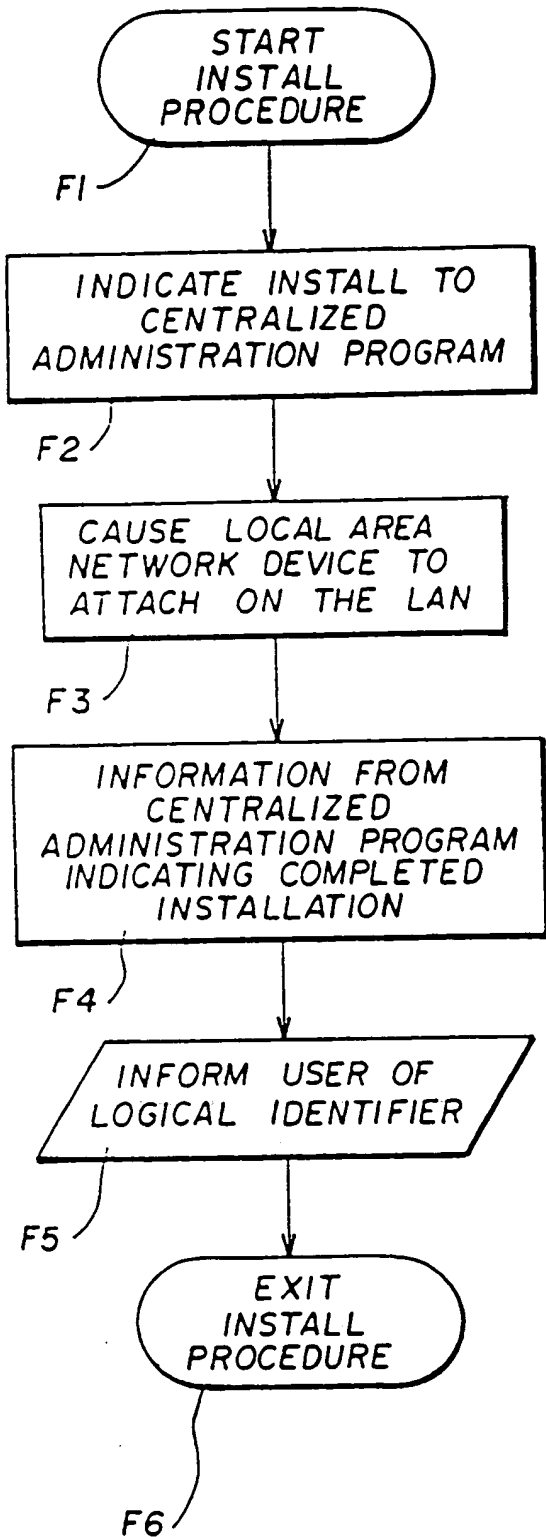 START
INSTALL
PROCEDURE
F1
INDICATE INSTALL TO
CENTRALIZED
ADMINISTRATION PROGRAM
F2
CAUSE LOCAL AREA
NETWORK DEVICE TO
ATTACH ON THE LAN
F3
INFORMATION FROM
CENTRALIZED
ADMINISTRATION PROGRAM
INDICATING COMPLETED
INSTALLATION
F4
INFORM USER OF
LOGICAL IDENTIFIER
F5
EXIT
INSTALL
PROCEDURE
F6